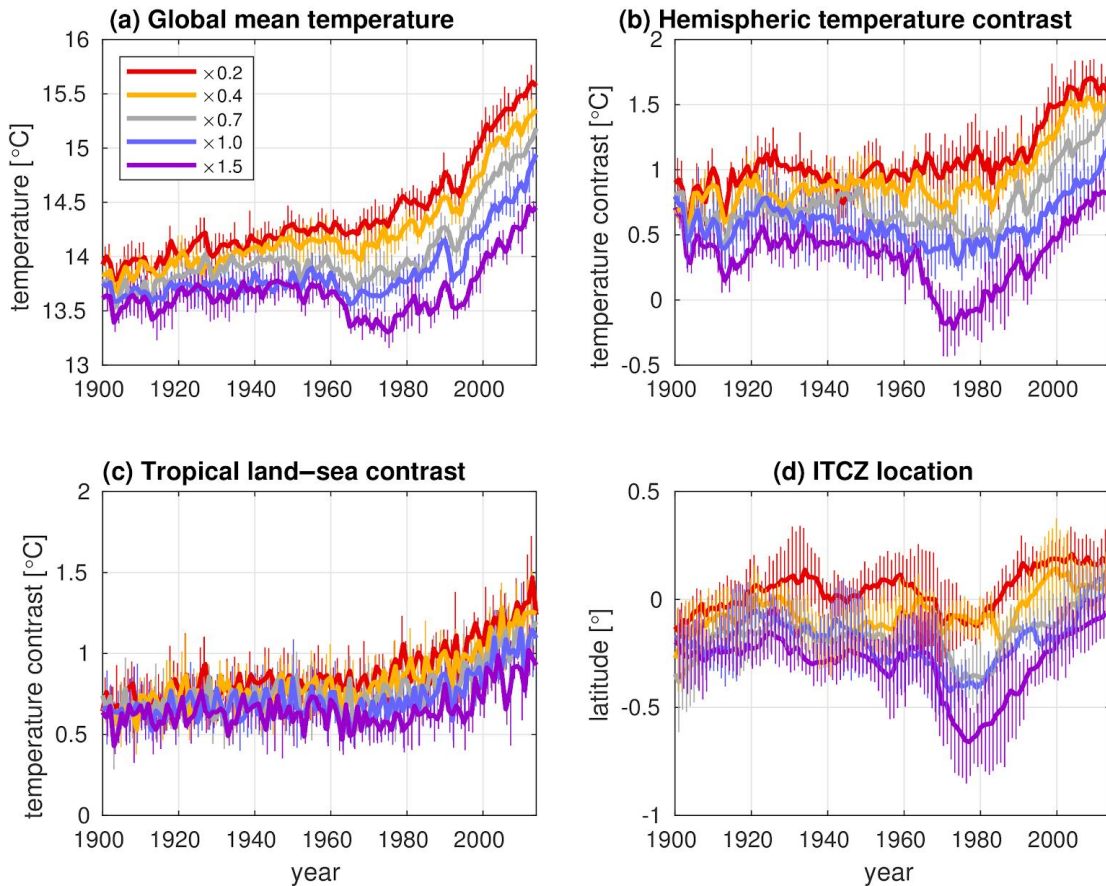 (a) Global mean temperature
16
15.5
15
14.5
14
13.5
13
temperature [°C]
×0.2
×0.4
×0.7
×1.0
×1.5
1900 1920 1940 1960 1980 2000
(b) Hemispheric temperature contrast
2
1.5
1
0.5
0
-0.5
temperature contrast [°C]
1900 1920 1940 1960 1980 2000
(c) Tropical land−sea contrast
2
1.5
1
0.5
0
temperature contrast [°C]
1900 1920 1940 1960 1980 2000
year
(d) ITCZ location
0.5
0
-0.5
-1
latitude [°]
1900 1920 1940 1960 1980 2000
year